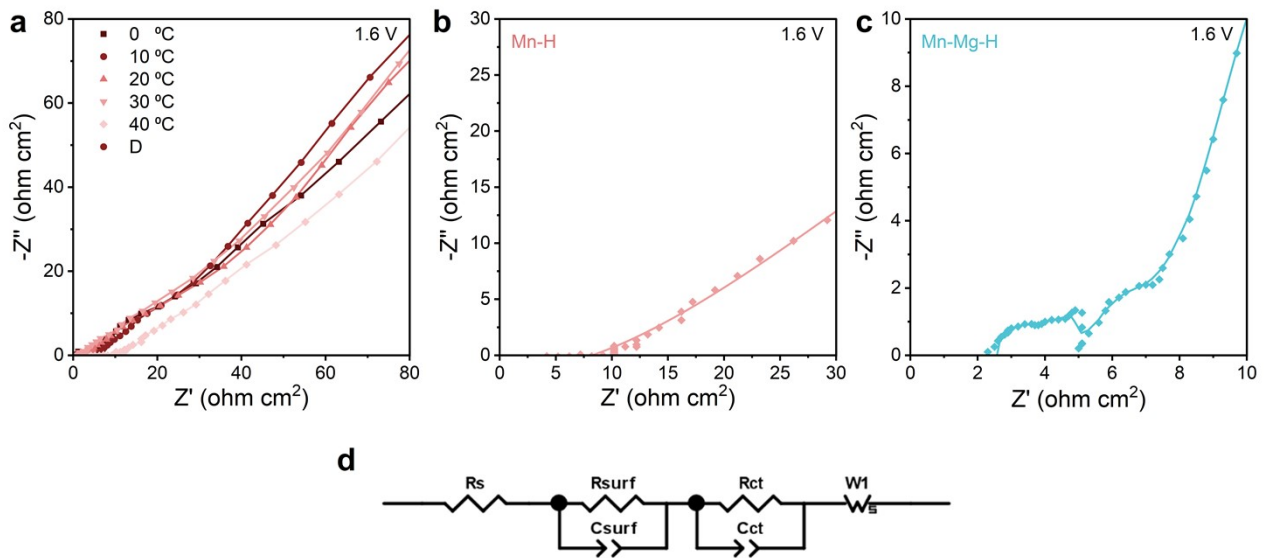 a
1.6 V
0 ºC
10 ºC
20 ºC
30 ºC
40 ºC
D
80
60
40
20
0
-Z" (ohm cm²)
0 20 40 60 80
Z' (ohm cm²)
b
Mn-H
1.6 V
30
25
20
15
10
5
0
-Z" (ohm cm²)
0 5 10 15 20 25 30
Z' (ohm cm²)
c
Mn-Mg-H
1.6 V
10
8
6
4
2
0
-Z" (ohm cm²)
0 2 4 6 8 10
Z' (ohm cm²)
d
Rs Rsurf Rct W1
s
Csurf Cct